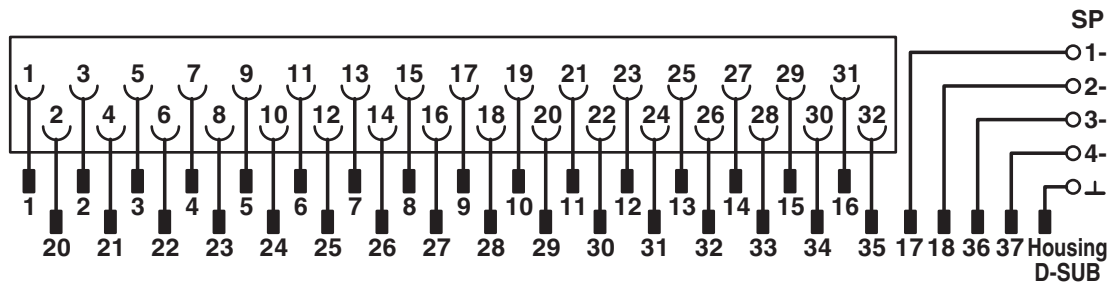 SP
1-
1 3 5 7 9 11 13 15 17 19 21 23 25 27 29 31
2-
2 4 6 8 10 12 14 16 18 20 22 24 26 28 30 32
3-
4-
⊥
1 2 3 4 5 6 7 8 9 10 11 12 13 14 15 16
20 21 22 23 24 25 26 27 28 29 30 31 32 33 34 35 17 18 36 37 Housing
D-SUB